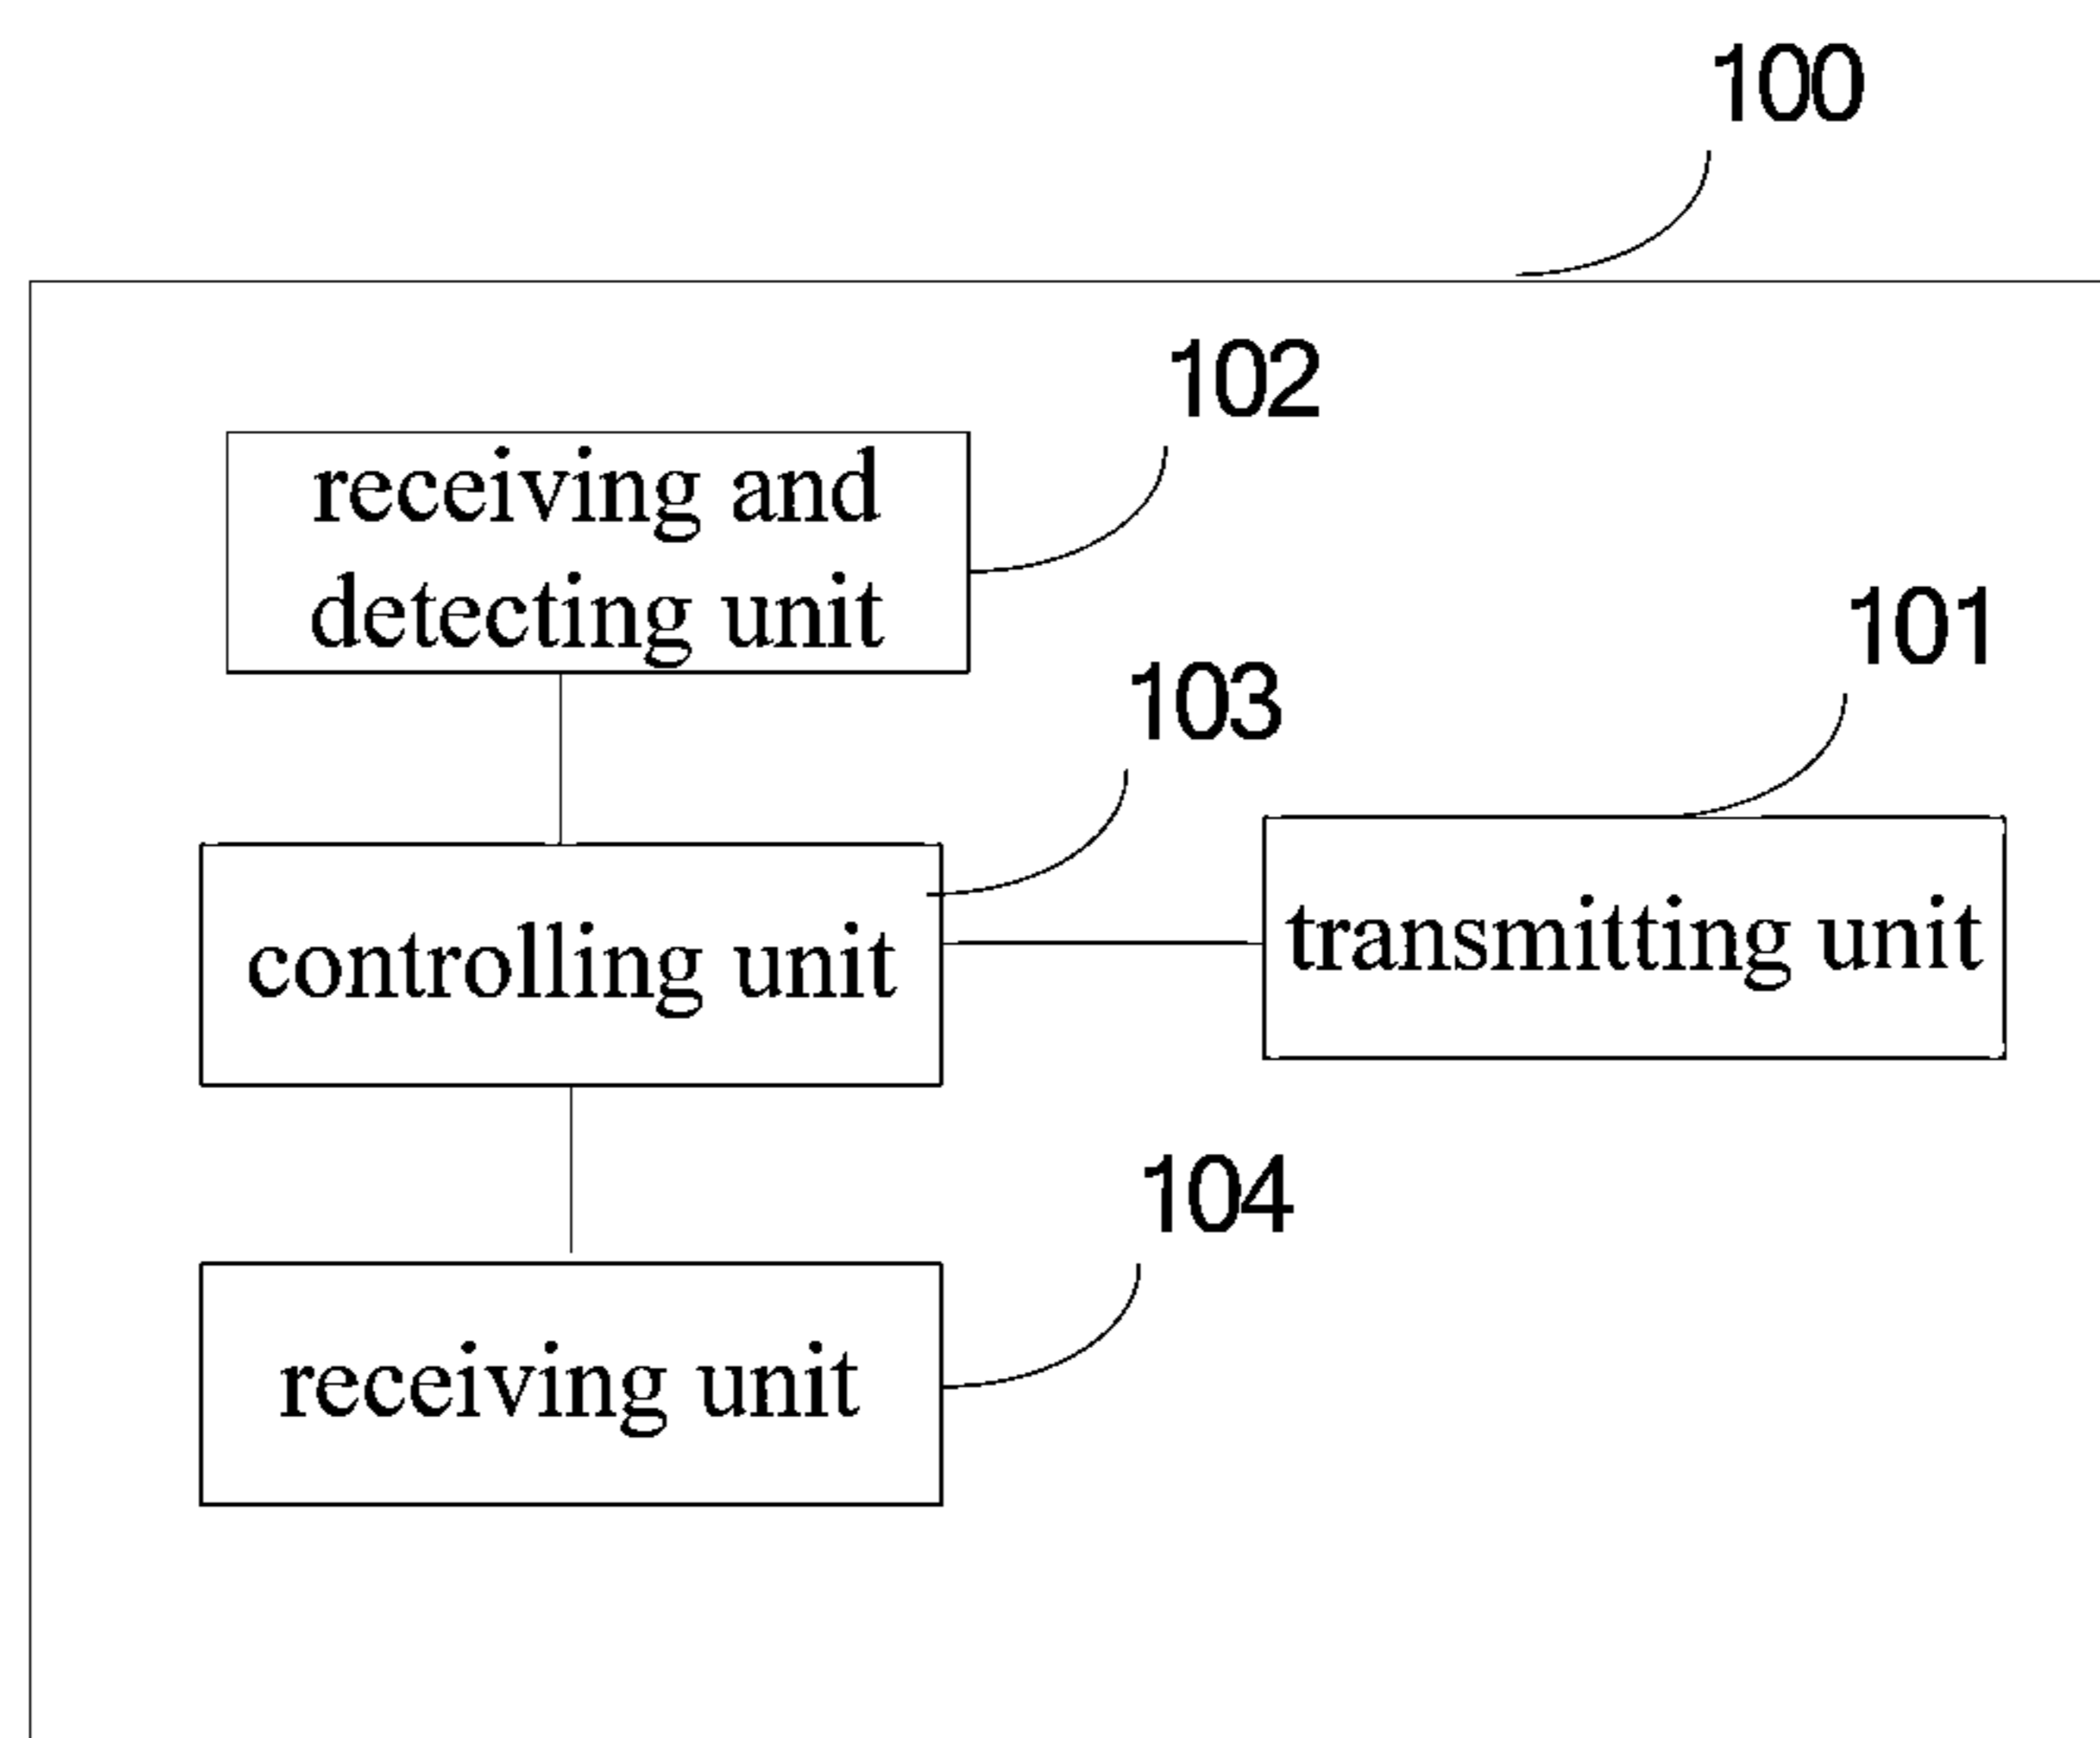 100
102
receiving and
detecting unit
101
103
controlling unit
transmitting unit
104
receiving unit